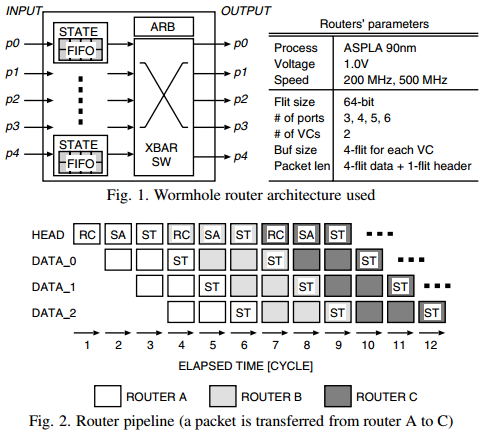 INPUT
OUTPUT
p0
p1
p2
p3
p4
STATE
FIFO
STATE
FIFO
ARB
XBAR
SW
p0
p1
p2
p3
p4
Routers' parameters
Process ASPLA 90nm
Voltage 1.0V
Speed 200 MHz, 500 MHz
Flit size 64-bit
# of ports 3, 4, 5, 6
# of VCs 2
Buf size 4-flit for each VC
Packet len 4-flit data + 1-flit header
Fig. 1. Wormhole router architecture used
HEAD RC SA ST RC SA ST RC SA ST
DATA_0 ST ST ST
DATA_1 ST ST ST
DATA_2 ST ST ST
1 2 3 4 5 6 7 8 9 10 11 12
ELAPSED TIME [CYCLE]
ROUTER A ROUTER B ROUTER C
Fig. 2. Router pipeline (a packet is transferred from router A to C)